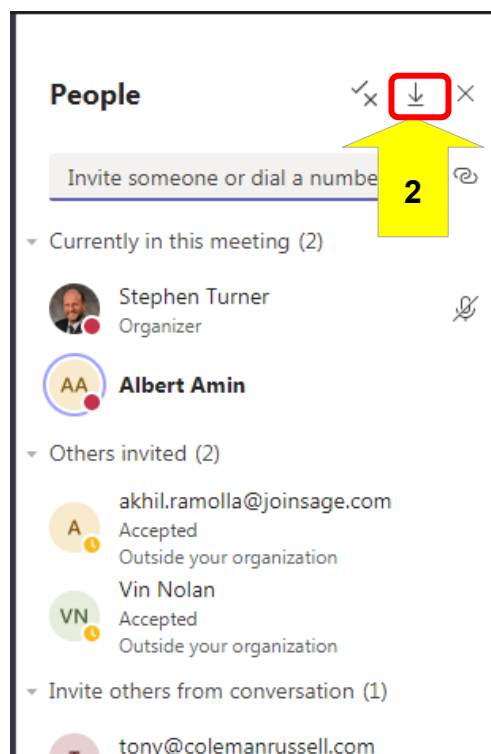 People
Invite someone or dial a numbe
2
Currently in this meeting (2)
Stephen Turner
Organizer
AA
Albert Amin
Others invited (2)
akhil.ramolla@joinsage.com
A
Accepted
Outside your organization
Vin Nolan
VN
Accepted
Outside your organization
Invite others from conversation (1)
tony@colemanrussell.com